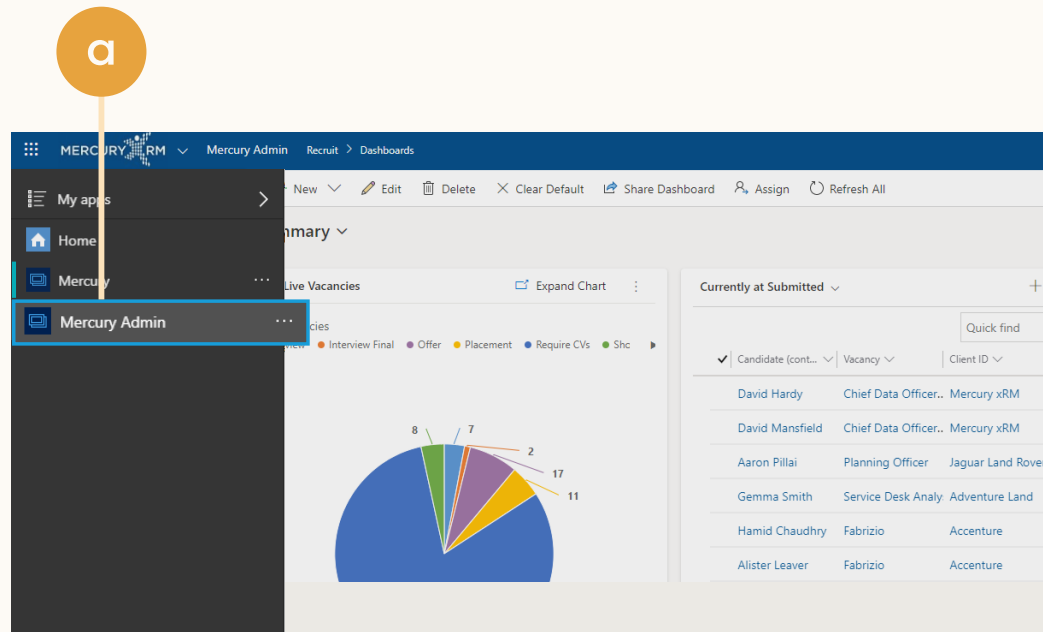 a
MERCURY RM Mercury Admin Recruit > Dashboards
My apps
New Edit Delete Clear Default Share Dashboard Assign Refresh All
Home
Mercury ...
Mercury Admin ...
Live Vacancies Expand Chart
Interview Final Offer Placement Require CVs
8 7
2
17
11
Currently at Submitted
Quick find
Candidate (cont... Vacancy Client ID
David Hardy Chief Data Officer.. Mercury xRM
David Mansfield Chief Data Officer.. Mercury xRM
Aaron Pillai Planning Officer Jaguar Land Rove
Gemma Smith Service Desk Analy Adventure Land
Hamid Chaudhry Fabrizio Accenture
Alister Leaver Fabrizio Accenture